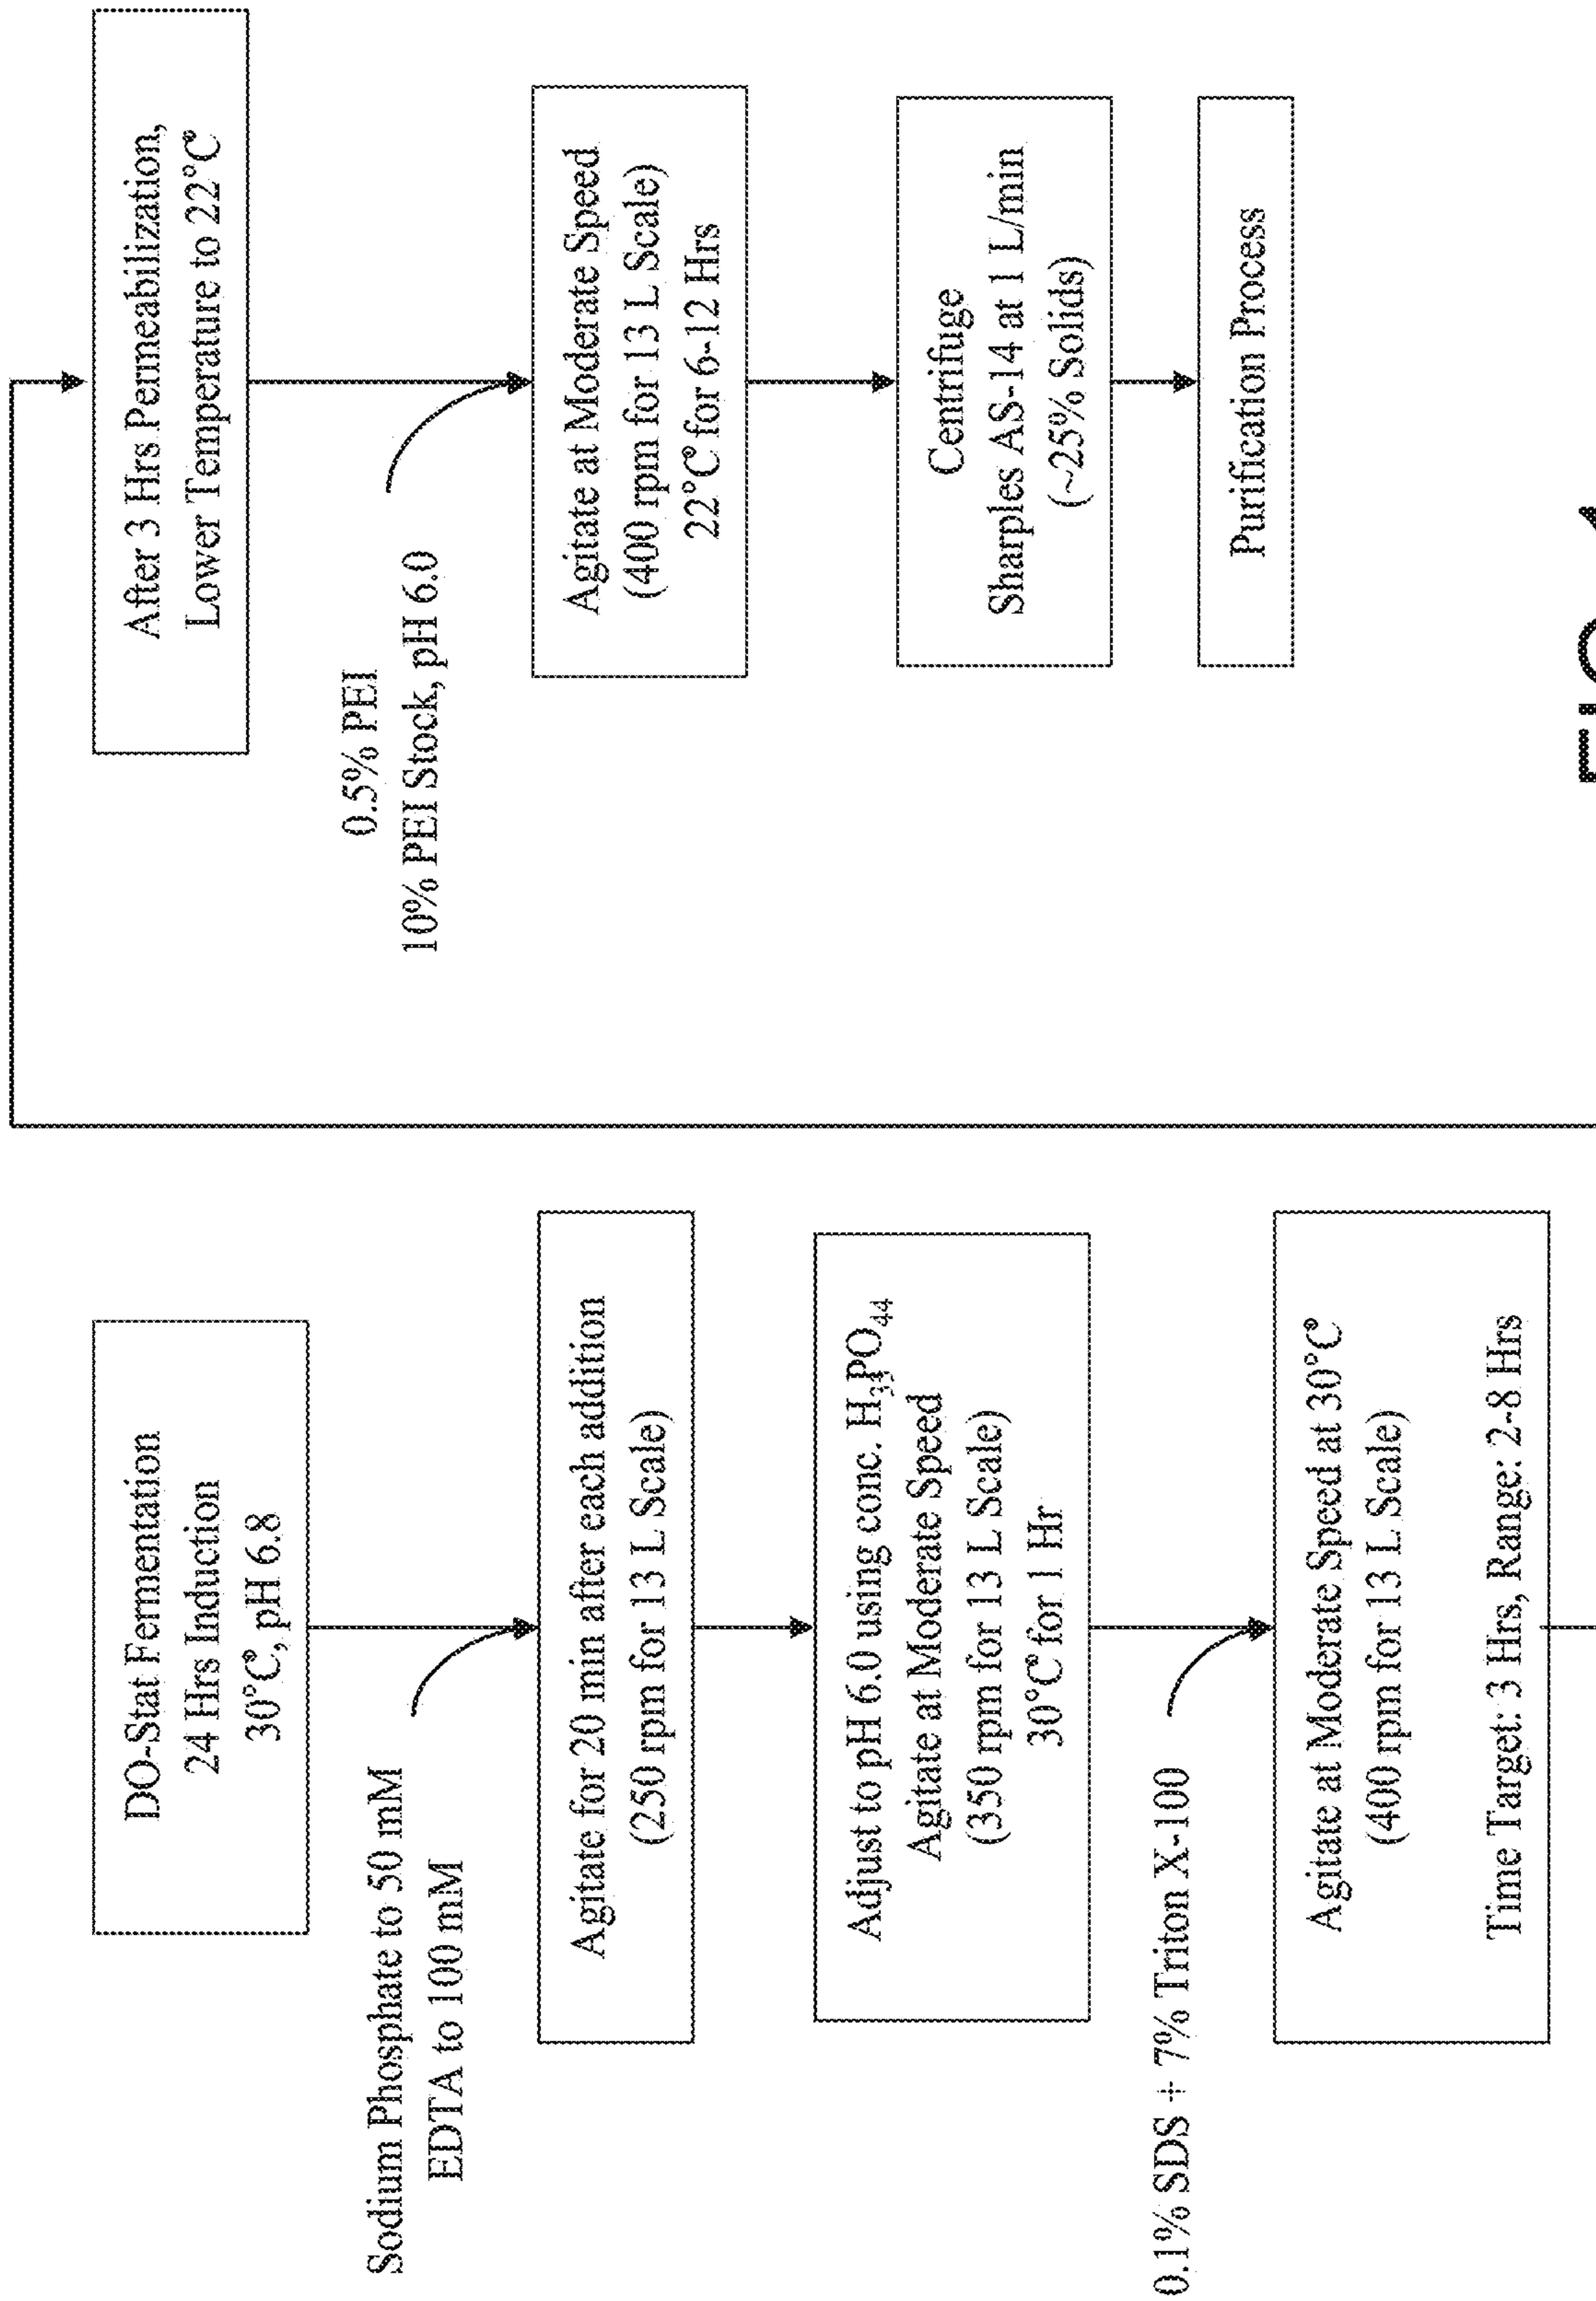 DO-Stat Fermentation
24 Hrs Induction
30°C, pH 6.8
Sodium Phosphate to 50 mM
EDTA to 100 mM
Agitate for 20 min after each addition
(250 rpm for 13 L Scale)
Adjust to pH 6.0 using conc. H₃PO₄
Agitate at Moderate Speed
(350 rpm for 13 L Scale)
30°C for 1 Hr
0.1% SDS + 7% Triton X-100
Agitate at Moderate Speed at 30°C
(400 rpm for 13 L Scale)
Time Target: 3 Hrs, Range: 2-8 Hrs
After 3 Hrs Permeabilization,
Lower Temperature to 22°C
0.5% PEI
10% PEI Stock, pH 6.0
Agitate at Moderate Speed
(400 rpm for 13 L Scale)
22°C for 6-12 Hrs
Centrifuge
Sharples AS-14 at 1 L/min
(~25% Solids)
Purification Process